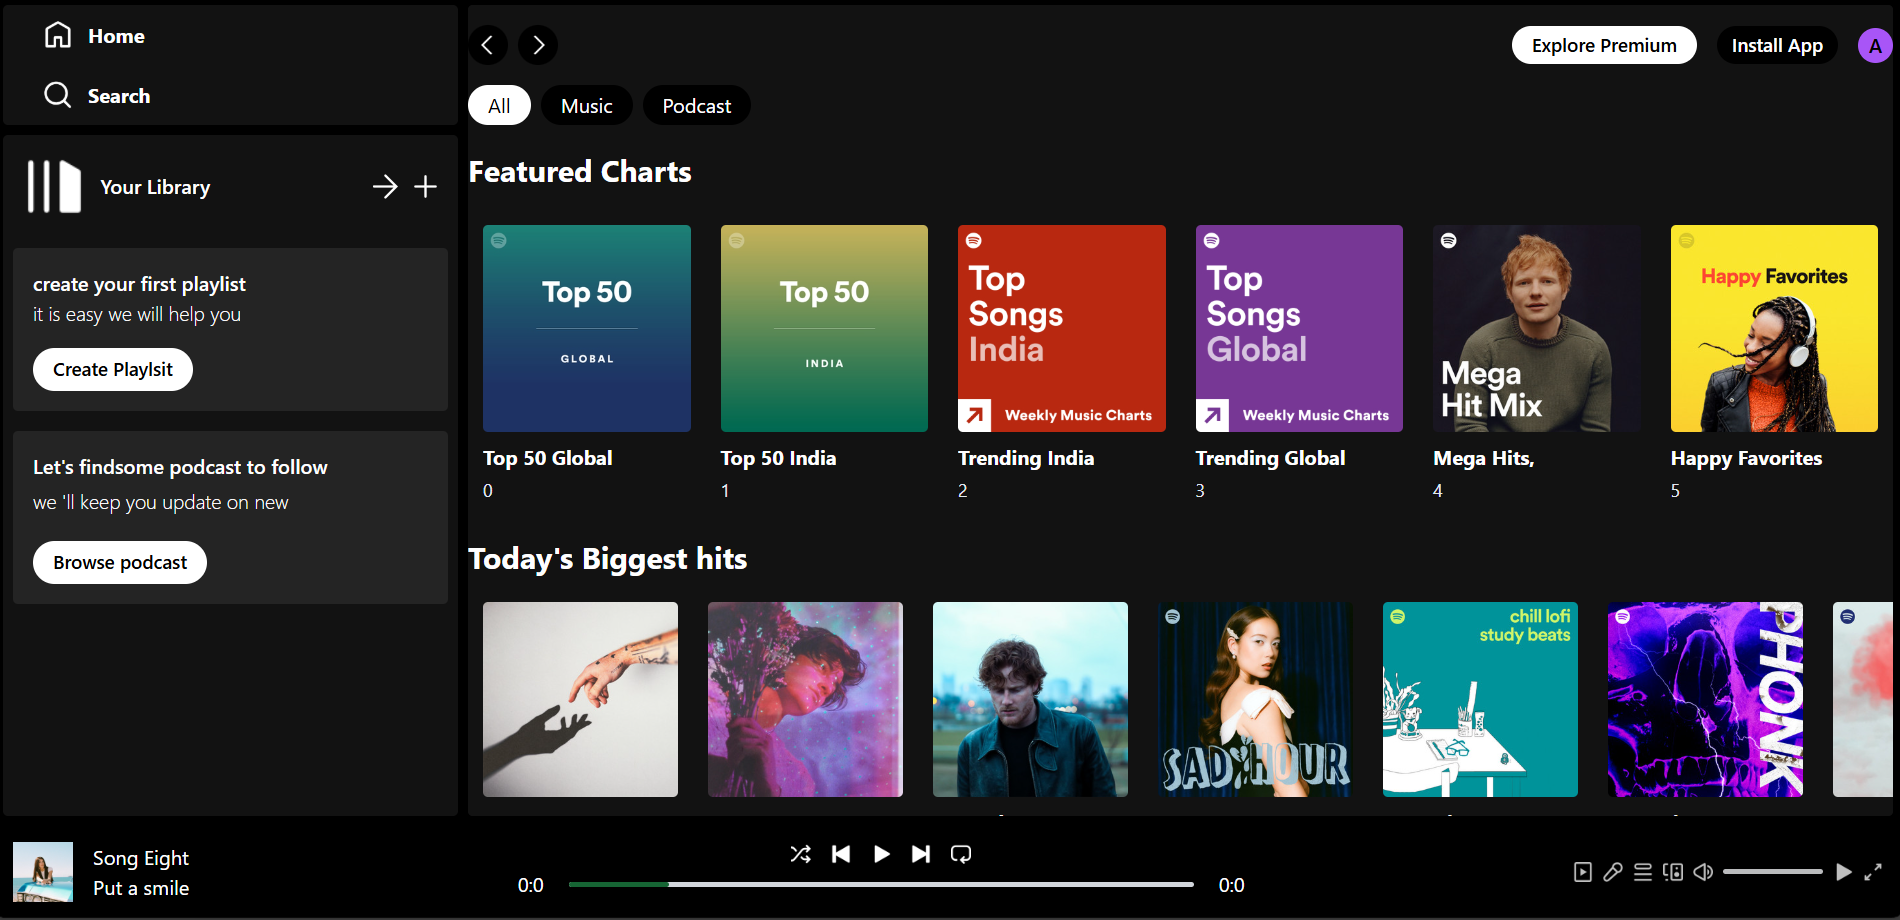 Home
Search
Your Library
create your first playlist
it is easy we will help you
Create Playlsit
Let's findsome podcast to follow
we 'll keep you update on new
Browse podcast
Explore Premium
Install App
A
All
Music
Podcast
Featured Charts
Top 50
GLOBAL
Top 50 Global
0
Top 50
INDIA
Top 50 India
1
Top
Songs
India
Weekly Music Charts
Trending India
2
Top
Songs
Global
Weekly Music Charts
Trending Global
3
Mega
Hit Mix
Mega Hits,
4
Happy Favorites
Happy Favorites
5
Today's Biggest hits
SAD HOUR
chill lofi
study beats
PHONK
Song Eight
Put a smile
0:0
0:0